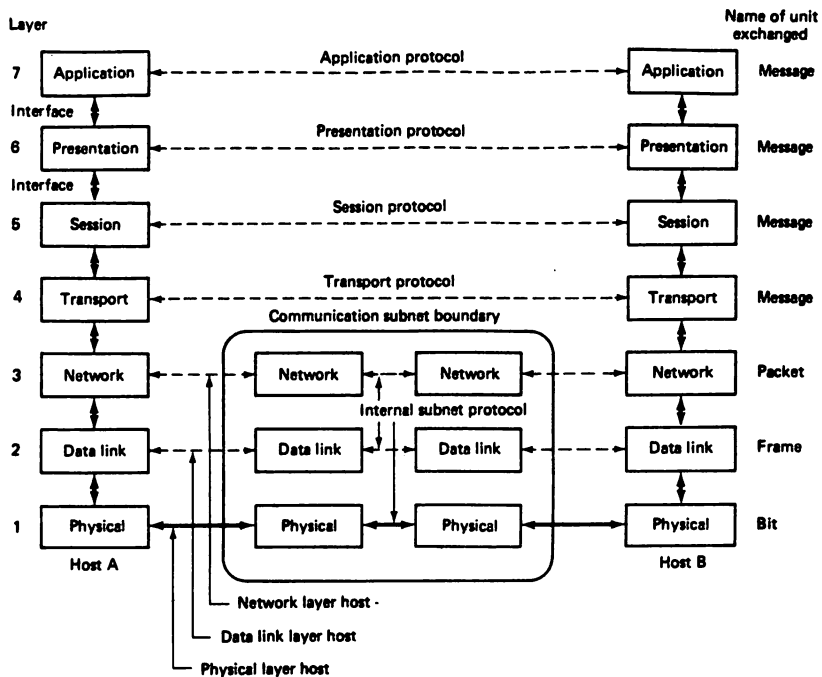 Layer
Name of unit
exchanged
Application protocol
7 Application Application Message
Interface
Presentation protocol
6 Presentation Presentation Message
Interface
Session protocol
5 Session Session Message
Transport protocol
4 Transport Transport Message
Communication subnet boundary
3 Network Network Network Network Packet
Internal subnet protocol
2 Data link Data link Data link Data link Frame
1 Physical Physical Physical Physical Bit
Host A Host B
Network layer host -
Data link layer host
Physical layer host